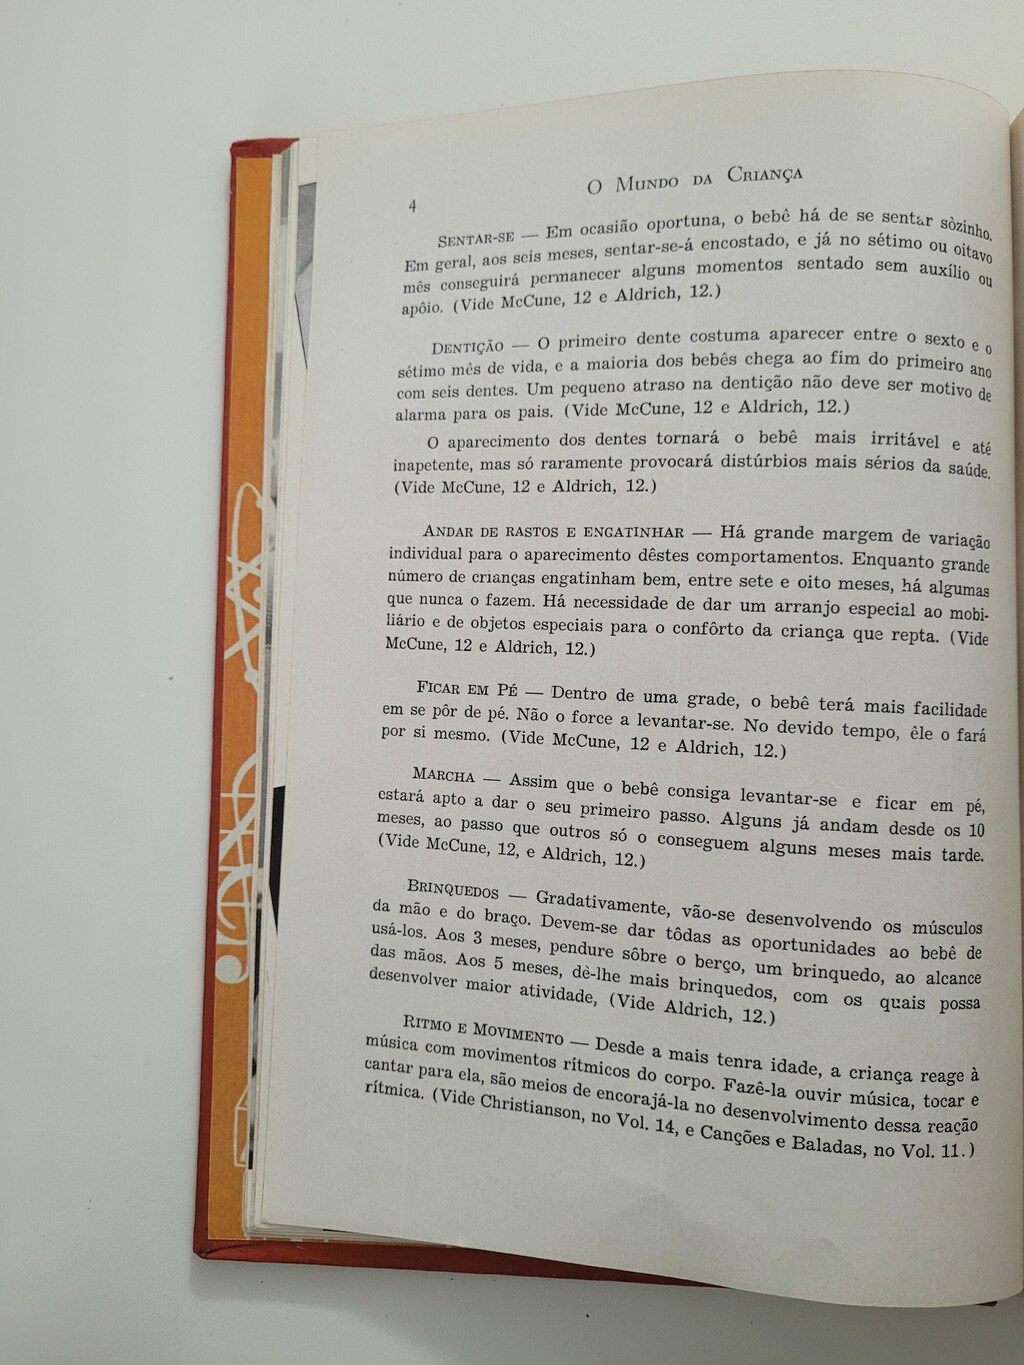 4
O Mundo da Criança
Sentar-se — Em ocasião oportuna, o bebê há de se sentar sòzinho.
Em geral, aos seis meses, sentar-se-á encostado, e já no sétimo ou oitavo
mês conseguirá permanecer alguns momentos sentado sem auxílio ou
apôio. (Vide McCune, 12 e Aldrich, 12.)
Dentição — O primeiro dente costuma aparecer entre o sexto e o
sétimo mês de vida, e a maioria dos bebês chega ao fim do primeiro ano
com seis dentes. Um pequeno atraso na dentição não deve ser motivo de
alarma para os pais. (Vide McCune, 12 e Aldrich, 12.)
O aparecimento dos dentes tornará o bebê mais irritável e até
inapetente, mas só raramente provocará distúrbios mais sérios da saúde.
(Vide McCune, 12 e Aldrich, 12.)
Andar de rastos e engatinhar — Há grande margem de variação
individual para o aparecimento dêstes comportamentos. Enquanto grande
número de crianças engatinham bem, entre sete e oito meses, há algumas
que nunca o fazem. Há necessidade de dar um arranjo especial ao mobi-
liário e de objetos especiais para o confôrto da criança que repta. (Vide
McCune, 12 e Aldrich, 12.)
Ficar em Pé — Dentro de uma grade, o bebê terá mais facilidade
em se pôr de pé. Não o force a levantar-se. No devido tempo, êle o fará
por si mesmo. (Vide McCune, 12 e Aldrich, 12.)
Marcha — Assim que o bebê consiga levantar-se e ficar em pé,
estará apto a dar o seu primeiro passo. Alguns já andam desde os 10
meses, ao passo que outros só o conseguem alguns meses mais tarde.
(Vide McCune, 12, e Aldrich, 12.)
Brinquedos — Gradativamente, vão-se desenvolvendo os músculos
da mão e do braço. Devem-se dar tôdas as oportunidades ao bebê de
usá-los. Aos 3 meses, pendure sôbre o berço, um brinquedo, ao alcance
das mãos. Aos 5 meses, dê-lhe mais brinquedos, com os quais possa
desenvolver maior atividade, (Vide Aldrich, 12.)
Ritmo e Movimento — Desde a mais tenra idade, a criança reage à
música com movimentos rítmicos do corpo. Fazê-la ouvir música, tocar e
cantar para ela, são meios de encorajá-la no desenvolvimento dessa reação
rítmica. (Vide Christianson, no Vol. 14, e Canções e Baladas, no Vol. 11.)